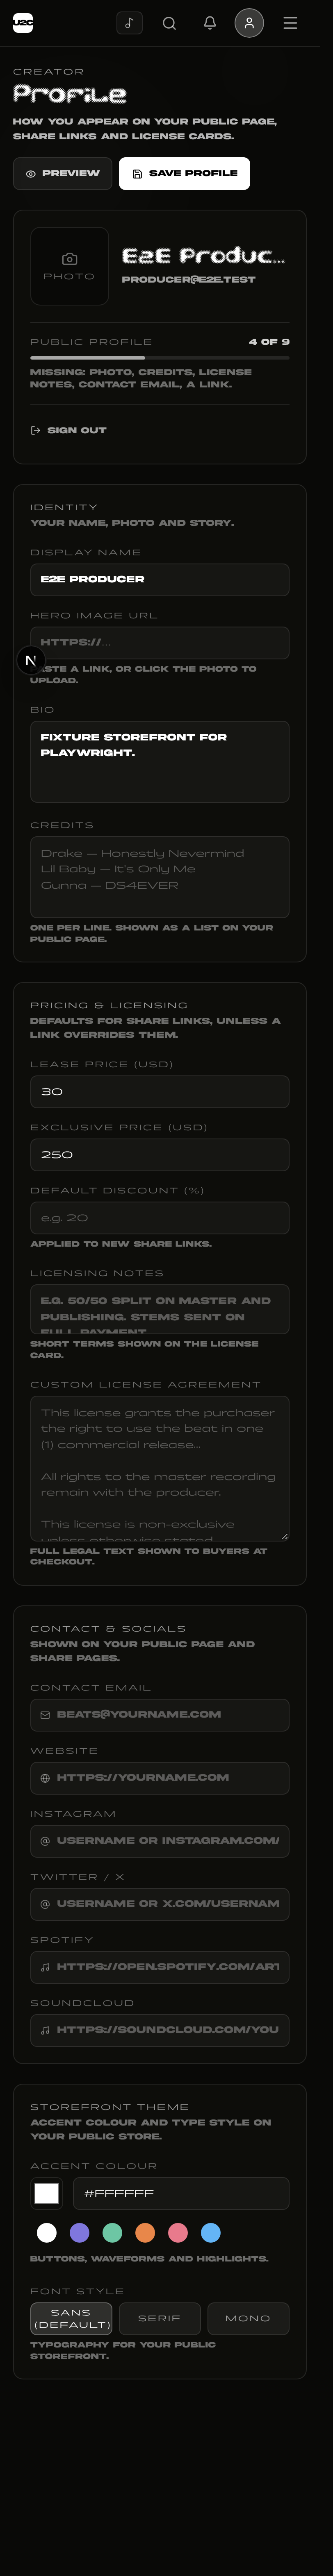 U2C
CREATOR
Profile
HOW YOU APPEAR ON YOUR PUBLIC PAGE,
SHARE LINKS AND LICENSE CARDS.
PREVIEW
SAVE PROFILE
PHOTO
E2E Produc...
PRODUCER@E2E.TEST
PUBLIC PROFILE
4 OF 9
MISSING: PHOTO, CREDITS, LICENSE
NOTES, CONTACT EMAIL, A LINK.
SIGN OUT
IDENTITY
YOUR NAME, PHOTO AND STORY.
DISPLAY NAME
E2E PRODUCER
HERO IMAGE URL
HTTPS://...
N
A LINK, OR CLICK THE PHOTO TO
UPLOAD.
BIO
FIXTURE STOREFRONT FOR
PLAYWRIGHT.
CREDITS
Drake — Honestly Nevermind
Lil Baby — It's Only Me
Gunna — DS4EVER
ONE PER LINE. SHOWN AS A LIST ON YOUR
PUBLIC PAGE.
PRICING & LICENSING
DEFAULTS FOR SHARE LINKS, UNLESS A
LINK OVERRIDES THEM.
LEASE PRICE (USD)
30
EXCLUSIVE PRICE (USD)
250
DEFAULT DISCOUNT (%)
e.g. 20
APPLIED TO NEW SHARE LINKS.
LICENSING NOTES
E.G. 50/50 SPLIT ON MASTER AND
PUBLISHING. STEMS SENT ON
FULL PAYMENT
SHORT TERMS SHOWN ON THE LICENSE
CARD.
CUSTOM LICENSE AGREEMENT
This license grants the purchaser
the right to use the beat in one
(1) commercial release...
All rights to the master recording
remain with the producer.
This license is non-exclusive
unless otherwise stated
FULL LEGAL TEXT SHOWN TO BUYERS AT
CHECKOUT.
CONTACT & SOCIALS
SHOWN ON YOUR PUBLIC PAGE AND
SHARE PAGES.
CONTACT EMAIL
BEATS@YOURNAME.COM
WEBSITE
HTTPS://YOURNAME.COM
INSTAGRAM
USERNAME OR INSTAGRAM.COM/
TWITTER / X
USERNAME OR X.COM/USERNAM
SPOTIFY
HTTPS://OPEN.SPOTIFY.COM/ART
SOUNDCLOUD
HTTPS://SOUNDCLOUD.COM/YOU
STOREFRONT THEME
ACCENT COLOUR AND TYPE STYLE ON
YOUR PUBLIC STORE.
ACCENT COLOUR
#FFFFFF
BUTTONS, WAVEFORMS AND HIGHLIGHTS.
FONT STYLE
SANS
(DEFAULT)
SERIF
MONO
TYPOGRAPHY FOR YOUR PUBLIC
STOREFRONT.